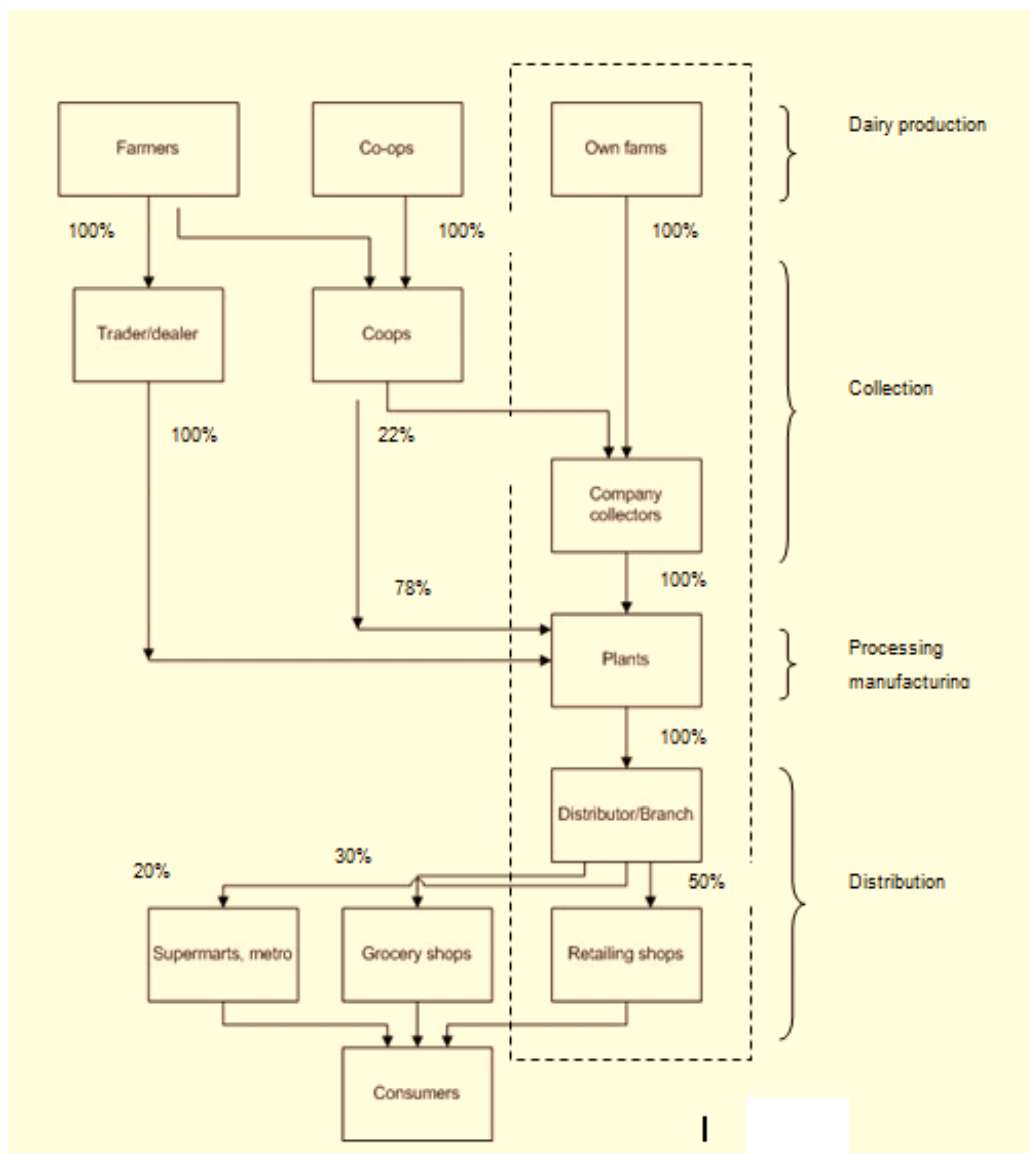 Farmers
Co-ops
Own farms
Dairy production
100%
100%
100%
Trader/dealer
Coops
Collection
100%
22%
Company
collectors
100%
78%
Plants
Processing
manufacturing
100%
Distributor/Branch
20%
30%
50%
Distribution
Supermarts, metro
Grocery shops
Retailing shops
Consumers